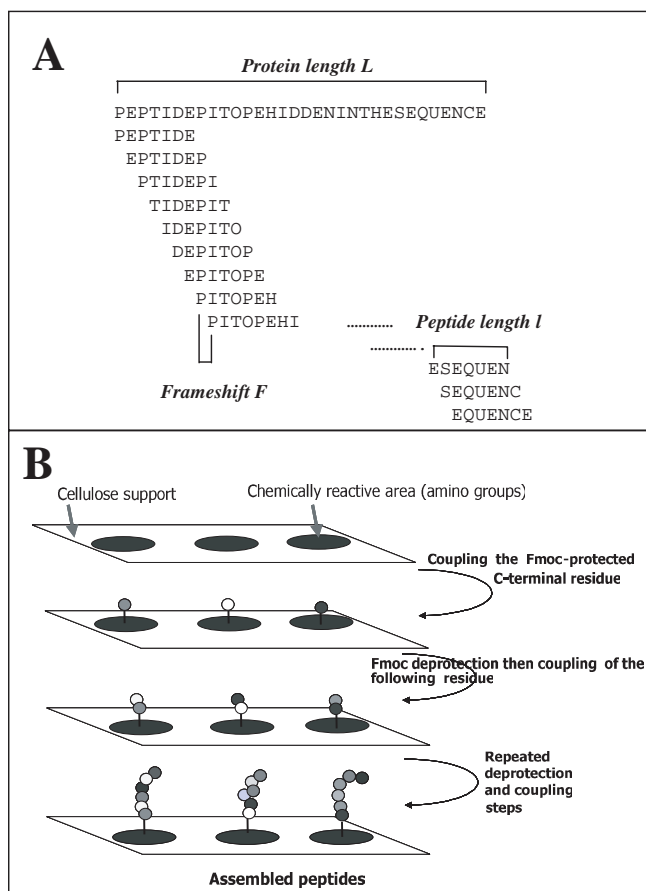 A
Protein length L
PEPTIDEPITOPEHIDDENINTHESEQUENCE
PEPTIDE
EPTIDEP
PTIDEPI
TIDEPIT
IDEPITO
DEPITOP
EPITOPE
PITOPEH
PITOPEHI ............ Peptide length l
............
ESEQUEN
Frameshift F
SEQUENC
EQUENCE
B
Cellulose support
Chemically reactive area (amino groups)
Coupling the Fmoc-protected
C-terminal residue
Fmoc deprotection then coupling of the
following residue
Repeated
deprotection
and coupling
steps
Assembled peptides